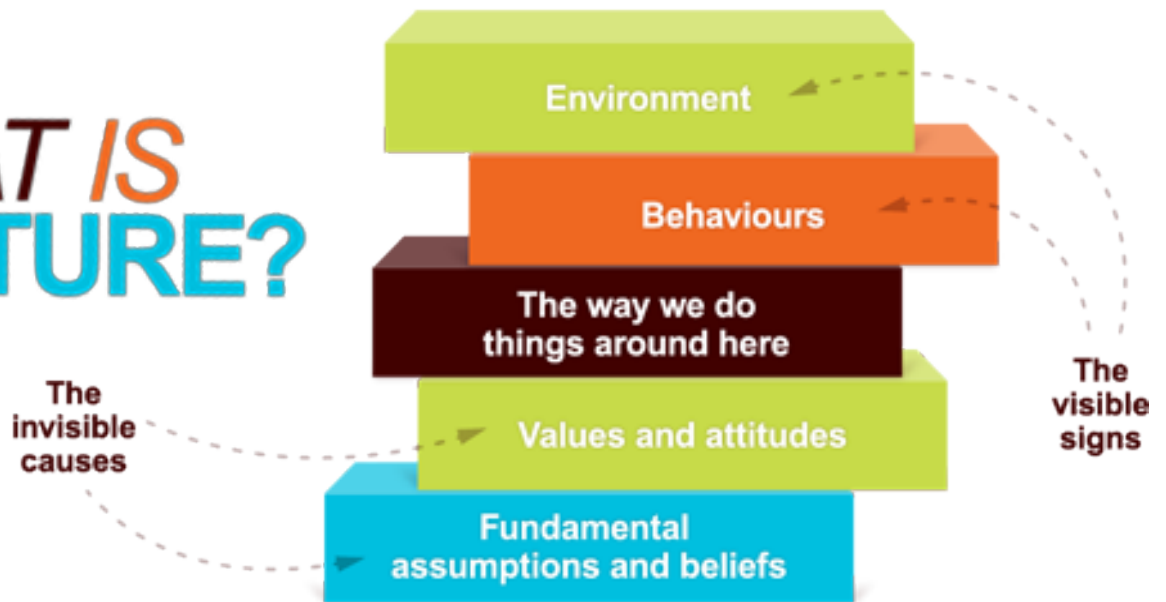 AT IS
TURE?
Environment
Behaviours
The way we do
things around here
Values and attitudes
Fundamental
assumptions and beliefs
The
invisible
causes
The
visible
signs